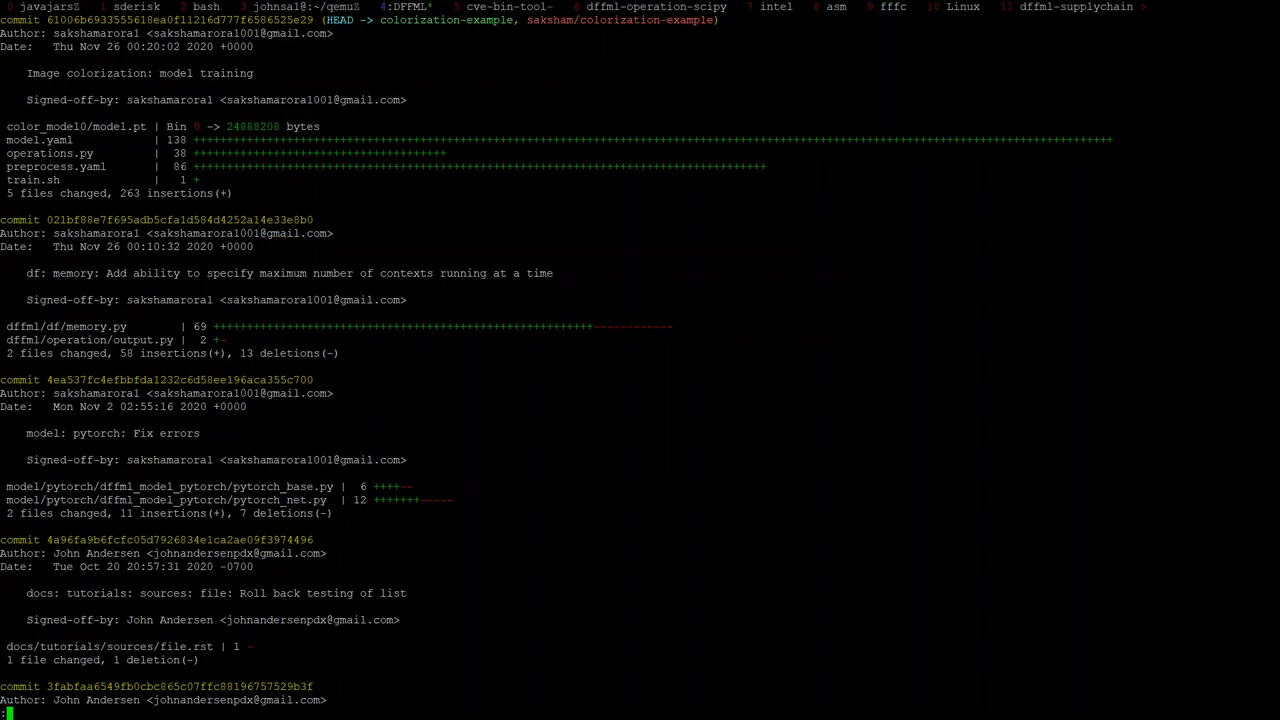 0 javajarsZ  1 sderisk  2 bash  3 johnsa1@:~/qemuZ  4:DFFML*  5 cve-bin-tool-  6 dffml-operation-scipy  7 intel  8 asm  9 fffc  10 Linux  11 dffml-supplychain >
commit 61006b6933555618ea0f11216d777f6586525e29 (HEAD -> colorization-example, saksham/colorization-example)
Author: sakshamarora1 <sakshamarora1001@gmail.com>
Date:   Thu Nov 26 00:20:02 2020 +0000
Image colorization: model training
Signed-off-by: sakshamarora1 <sakshamarora1001@gmail.com>
color_model0/model.pt | Bin 0 -> 24888208 bytes
model.yaml            | 138
operations.py         |  38
preprocess.yaml       |  86
train.sh              |   1 +
5 files changed, 263 insertions(+)
commit 021bf88e7f695adb5cfa1d584d4252a14e33e8b0
Author: sakshamarora1 <sakshamarora1001@gmail.com>
Date:   Thu Nov 26 00:10:32 2020 +0000
df: memory: Add ability to specify maximum number of contexts running at a time
Signed-off-by: sakshamarora1 <sakshamarora1001@gmail.com>
dffml/df/memory.py        | 69
dffml/operation/output.py |  2 +-
2 files changed, 58 insertions(+), 13 deletions(-)
commit 4ea537fc4efbbfda1232c6d58ee196aca355c700
Author: sakshamarora1 <sakshamarora1001@gmail.com>
Date:   Mon Nov 2 02:55:16 2020 +0000
model: pytorch: Fix errors
Signed-off-by: sakshamarora1 <sakshamarora1001@gmail.com>
model/pytorch/dffml_model_pytorch/pytorch_base.py |  6 ++++--
model/pytorch/dffml_model_pytorch/pytorch_net.py  | 12 +++++++-----
2 files changed, 11 insertions(+), 7 deletions(-)
commit 4a96fa9b6fcfc05d7926834e1ca2ae09f3974496
Author: John Andersen <johnandersenpdx@gmail.com>
Date:   Tue Oct 20 20:57:31 2020 -0700
docs: tutorials: sources: file: Roll back testing of list
Signed-off-by: John Andersen <johnandersenpdx@gmail.com>
docs/tutorials/sources/file.rst | 1 -
1 file changed, 1 deletion(-)
commit 3fabfaa6549fb0cbc865c07ffc88196757529b3f
Author: John Andersen <johnandersenpdx@gmail.com>
: